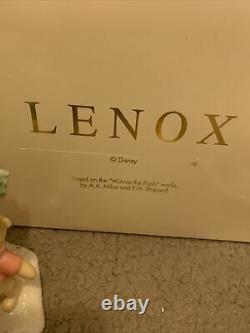 LENOX
© Disney
Based on the "Winnie the Pooh" works,
by A.A. Milne and E.H. Shepard.